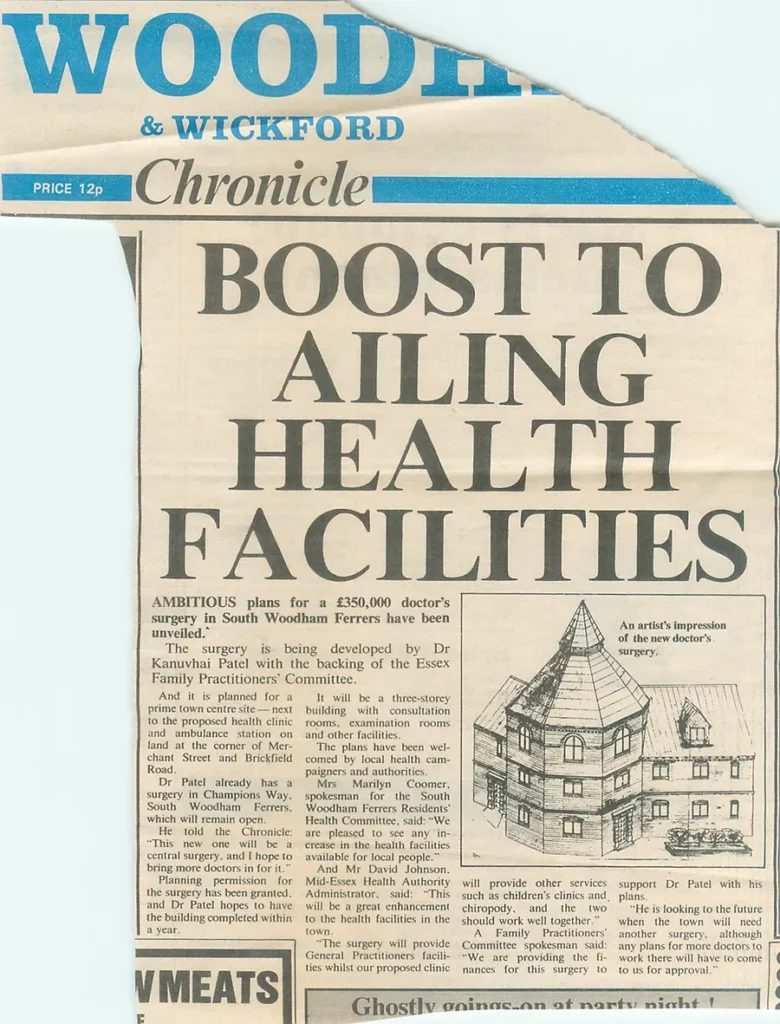 WOODH
& WICKFORD
PRICE 12p
Chronicle
BOOST TO
AILING
HEALTH
FACILITIES
AMBITIOUS plans for a £350,000 doctor's
surgery in South Woodham Ferrers have been
unveiled.
The surgery is being developed by Dr
Kanuvhai Patel with the backing of the Essex
Family Practitioners' Committee.
And it is planned for a
prime town centre site — next
to the proposed health clinic
and ambulance station on
land at the corner of Mer-
chant Street and Brickfield
Road.
Dr Patel already has a
surgery in Champions Way,
South Woodham Ferrers,
which will remain open.
He told the Chronicle:
"This new one will be a
central surgery, and I hope to
bring more doctors in for it."
Planning permission for
the surgery has been granted,
and Dr Patel hopes to have
the building completed within
a year.
It will be a three-storey
building with consultation
rooms, examination rooms
and other facilities.
The plans have been wel-
comed by local health cam-
paigners and authorities.
Mrs Marilyn Coomer,
spokesman for the South
Woodham Ferrers Residents'
Health Committee, said: "We
are pleased to see any in-
crease in the health facilities
available for local people."
And Mr David Johnson,
Mid-Essex Health Authority
Administrator, said: "This
will be a great enhancement
to the health facilities in the
town.
"The surgery will provide
General Practitioners facili-
ties whilst our proposed clinic
An artist's impression
of the new doctor's
surgery.
will provide other services
such as children's clinics and
chiropody, and the two
should work well together."
A Family Practitioners'
Committee spokesman said:
"We are providing the fi-
nances for this surgery to
support Dr Patel with his
plans.
"He is looking to the future
when the town will need
another surgery, although
any plans for more doctors to
work there will have to come
to us for approval."
WMEATS
Ghostly goings-on at party night !